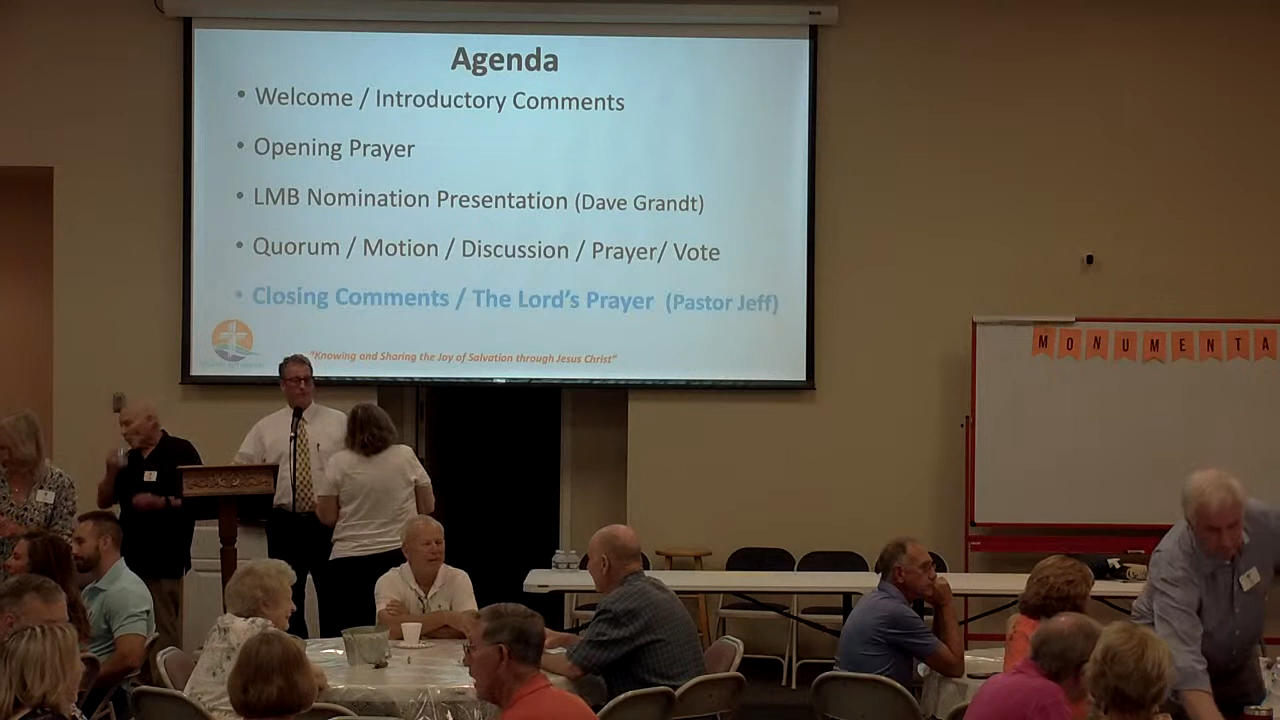 Agenda
• Welcome / Introductory Comments
• Opening Prayer
• LMB Nomination Presentation (Dave Grandt)
• Quorum / Motion / Discussion / Prayer/ Vote
• Closing Comments / The Lord's Prayer (Pastor Jeff)
"Knowing and Sharing the Joy of Salvation through Jesus Christ"
MONUMENTA